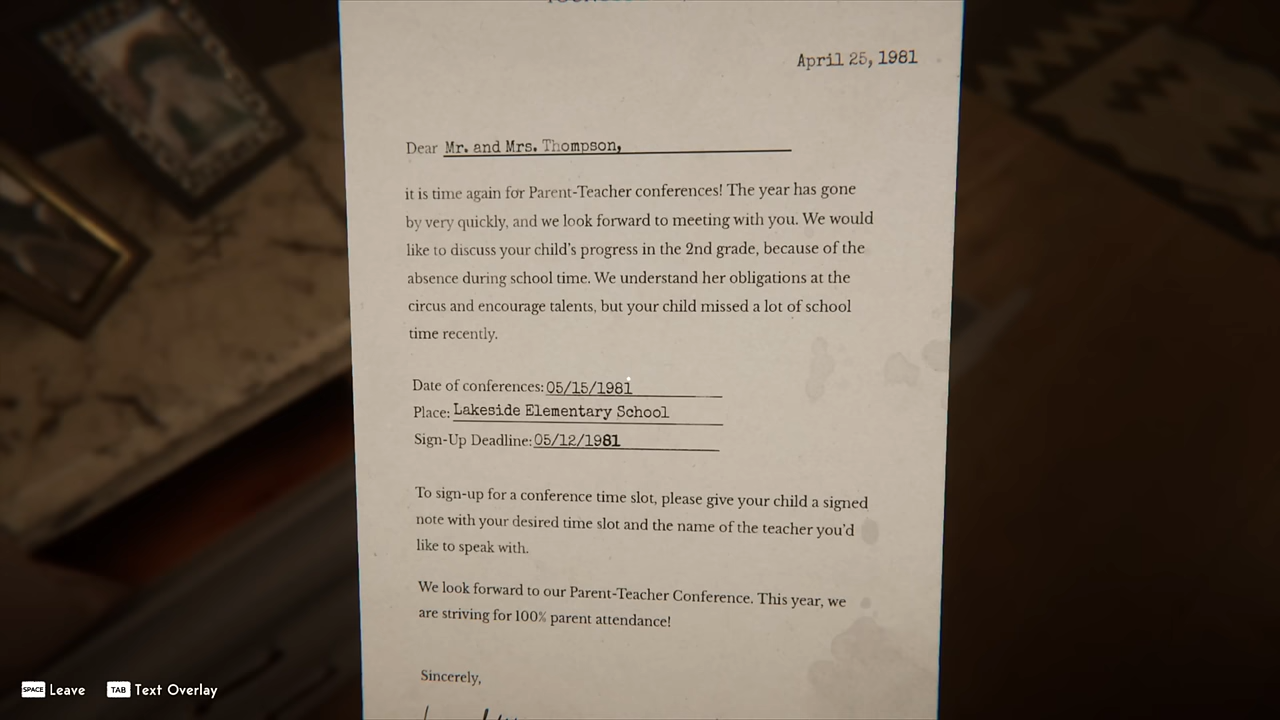 April 25, 1981
Dear Mr. and Mrs. Thompson,
it is time again for Parent-Teacher conferences! The year has gone
by very quickly, and we look forward to meeting with you. We would
like to discuss your child's progress in the 2nd grade, because of the
absence during school time. We understand her obligations at the
circus and encourage talents, but your child missed a lot of school
time recently.
Date of conferences: 05/15/1981
Place: Lakeside Elementary School
Sign-Up Deadline: 05/12/1981
To sign-up for a conference time slot, please give your child a signed
note with your desired time slot and the name of the teacher you'd
like to speak with.
We look forward to our Parent-Teacher Conference. This year, we
are striving for 100% parent attendance!
Sincerely,
SPACE Leave TAB Text Overlay